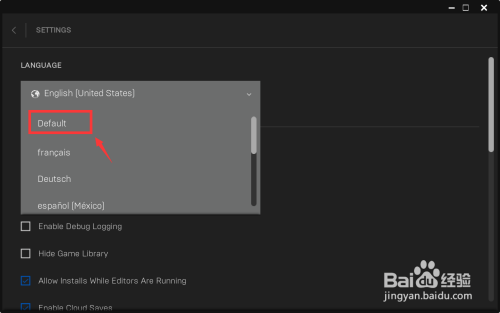 SETTINGS
LANGUAGE
English (United States)
Default
français
Deutsch
español (México)
Enable Debug Logging
Hide Game Library
Allow Installs While Editors Are Running
Enable Cloud Saves
Bai du 经验
jingyan.baidu.com